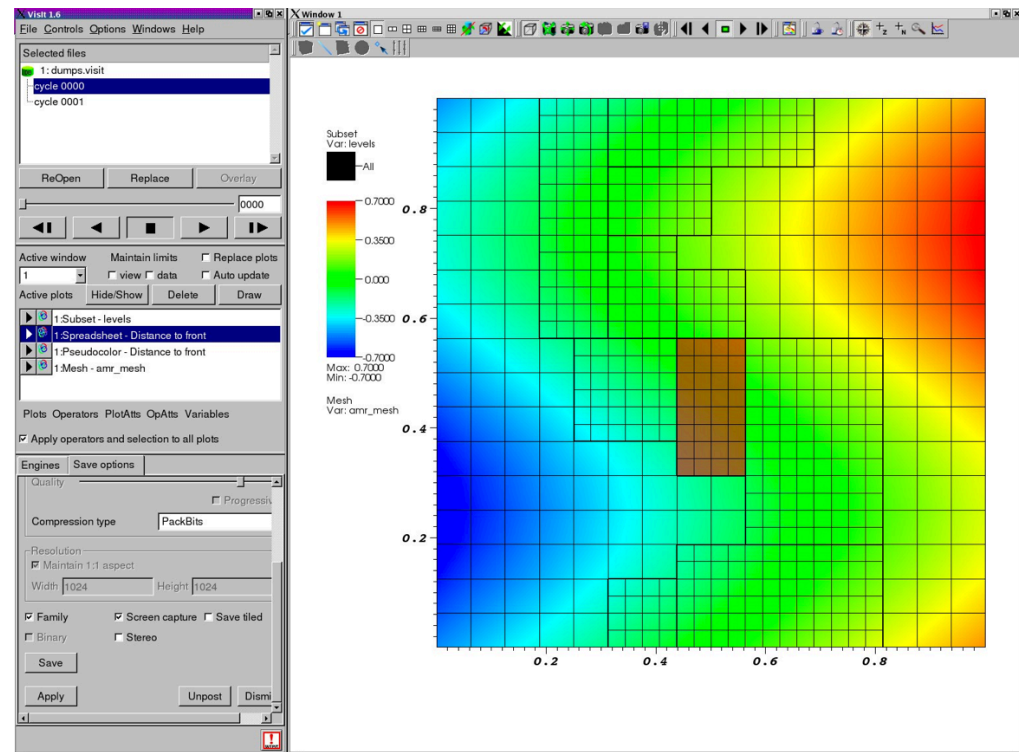 VisIt 1.6
File Controls Options Windows Help
Selected files
1: dumps.visit
cycle 0000
cycle 0001
ReOpen Replace Overlay
0000
Active window Maintain limits Replace plots
1 view data Auto update
Active plots Hide/Show Delete Draw
1:Subset - levels
1:Spreadsheet - Distance to front
1:Pseudocolor - Distance to front
1:Mesh - amr_mesh
Plots Operators PlotAtts OpAtts Variables
Apply operators and selection to all plots
Engines Save options
Quality
Progressiv
Compression type PackBits
Resolution
Maintain 1:1 aspect
Width 1024 Height 1024
Family Screen capture Save tiled
Binary Stereo
Save
Apply Unpost Dismi
Window 1
Subset
Var: levels
All
0.7000
0.3500
0.000
-0.3500
-0.7000
Max: 0.7000
Min: -0.7000
Mesh
Var: amr_mesh
0.8
0.6
0.4
0.2
0.2 0.4 0.6 0.8